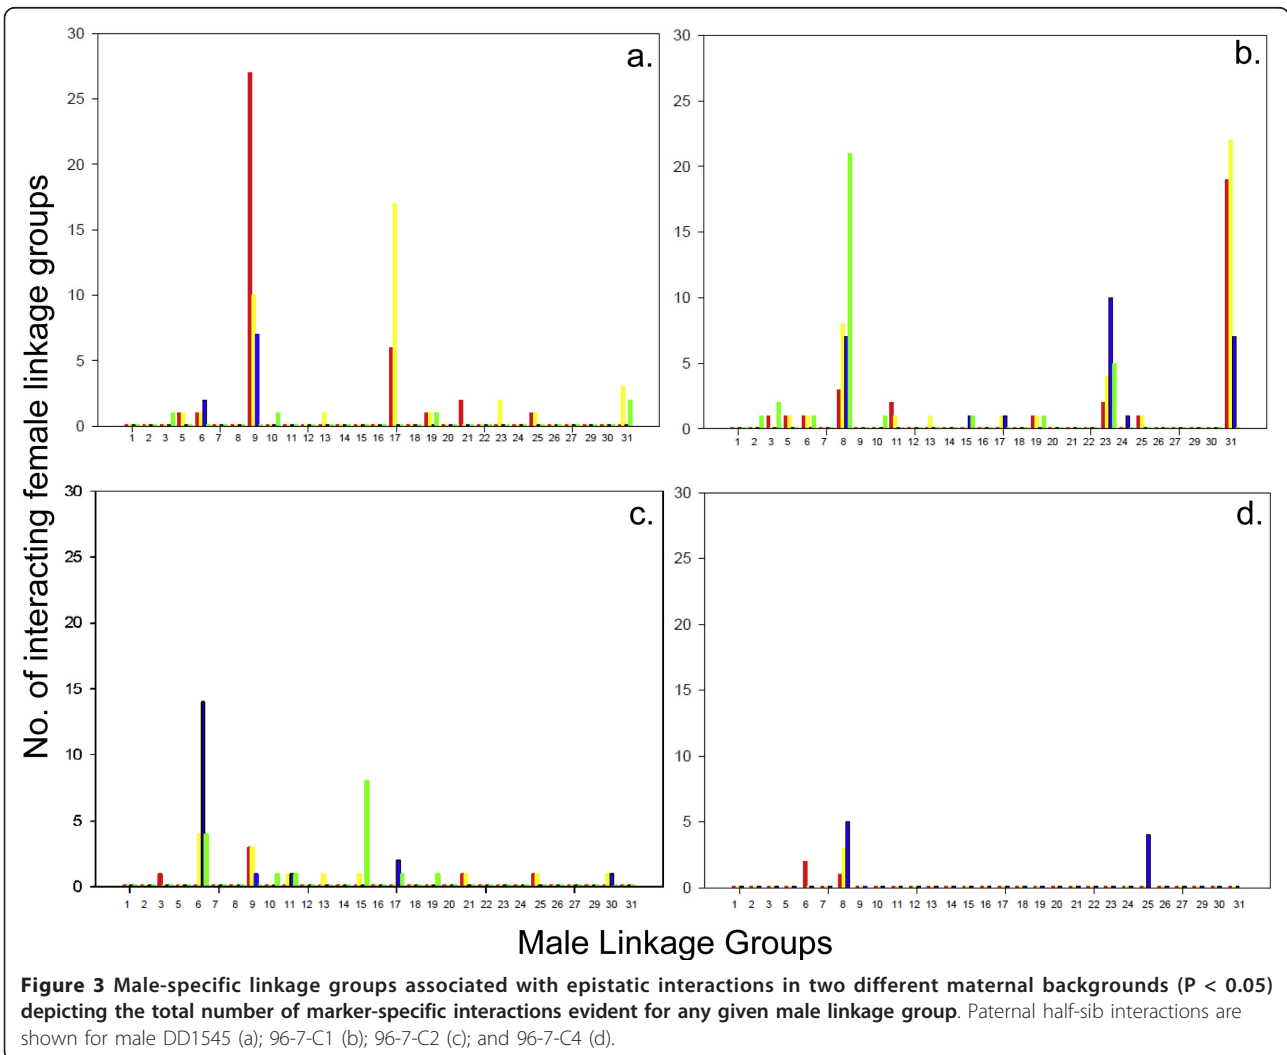 No. of interacting female linkage groups
a.
30
25
20
15
10
5
0
1 2 3 5 6 7 8 9 10 11 12 13 14 15 16 17 18 19 20 21 22 23 24 25 26 27 29 30 31
b.
30
25
20
15
10
5
0
1 2 3 5 6 7 8 9 10 11 12 13 14 15 16 17 18 19 20 21 22 23 24 25 26 27 29 30 31
c.
30
25
20
15
10
5
0
1 2 3 5 6 7 8 9 10 11 12 13 14 15 16 17 18 19 20 21 22 23 24 25 26 27 29 30 31
d.
30
25
20
15
10
5
0
1 2 3 5 6 7 8 9 10 11 12 13 14 15 16 17 18 19 20 21 22 23 24 25 26 27 29 30 31
Male Linkage Groups
Figure 3 Male-specific linkage groups associated with epistatic interactions in two different maternal backgrounds (P < 0.05)
depicting the total number of marker-specific interactions evident for any given male linkage group. Paternal half-sib interactions are
shown for male DD1545 (a); 96-7-C1 (b); 96-7-C2 (c); and 96-7-C4 (d).